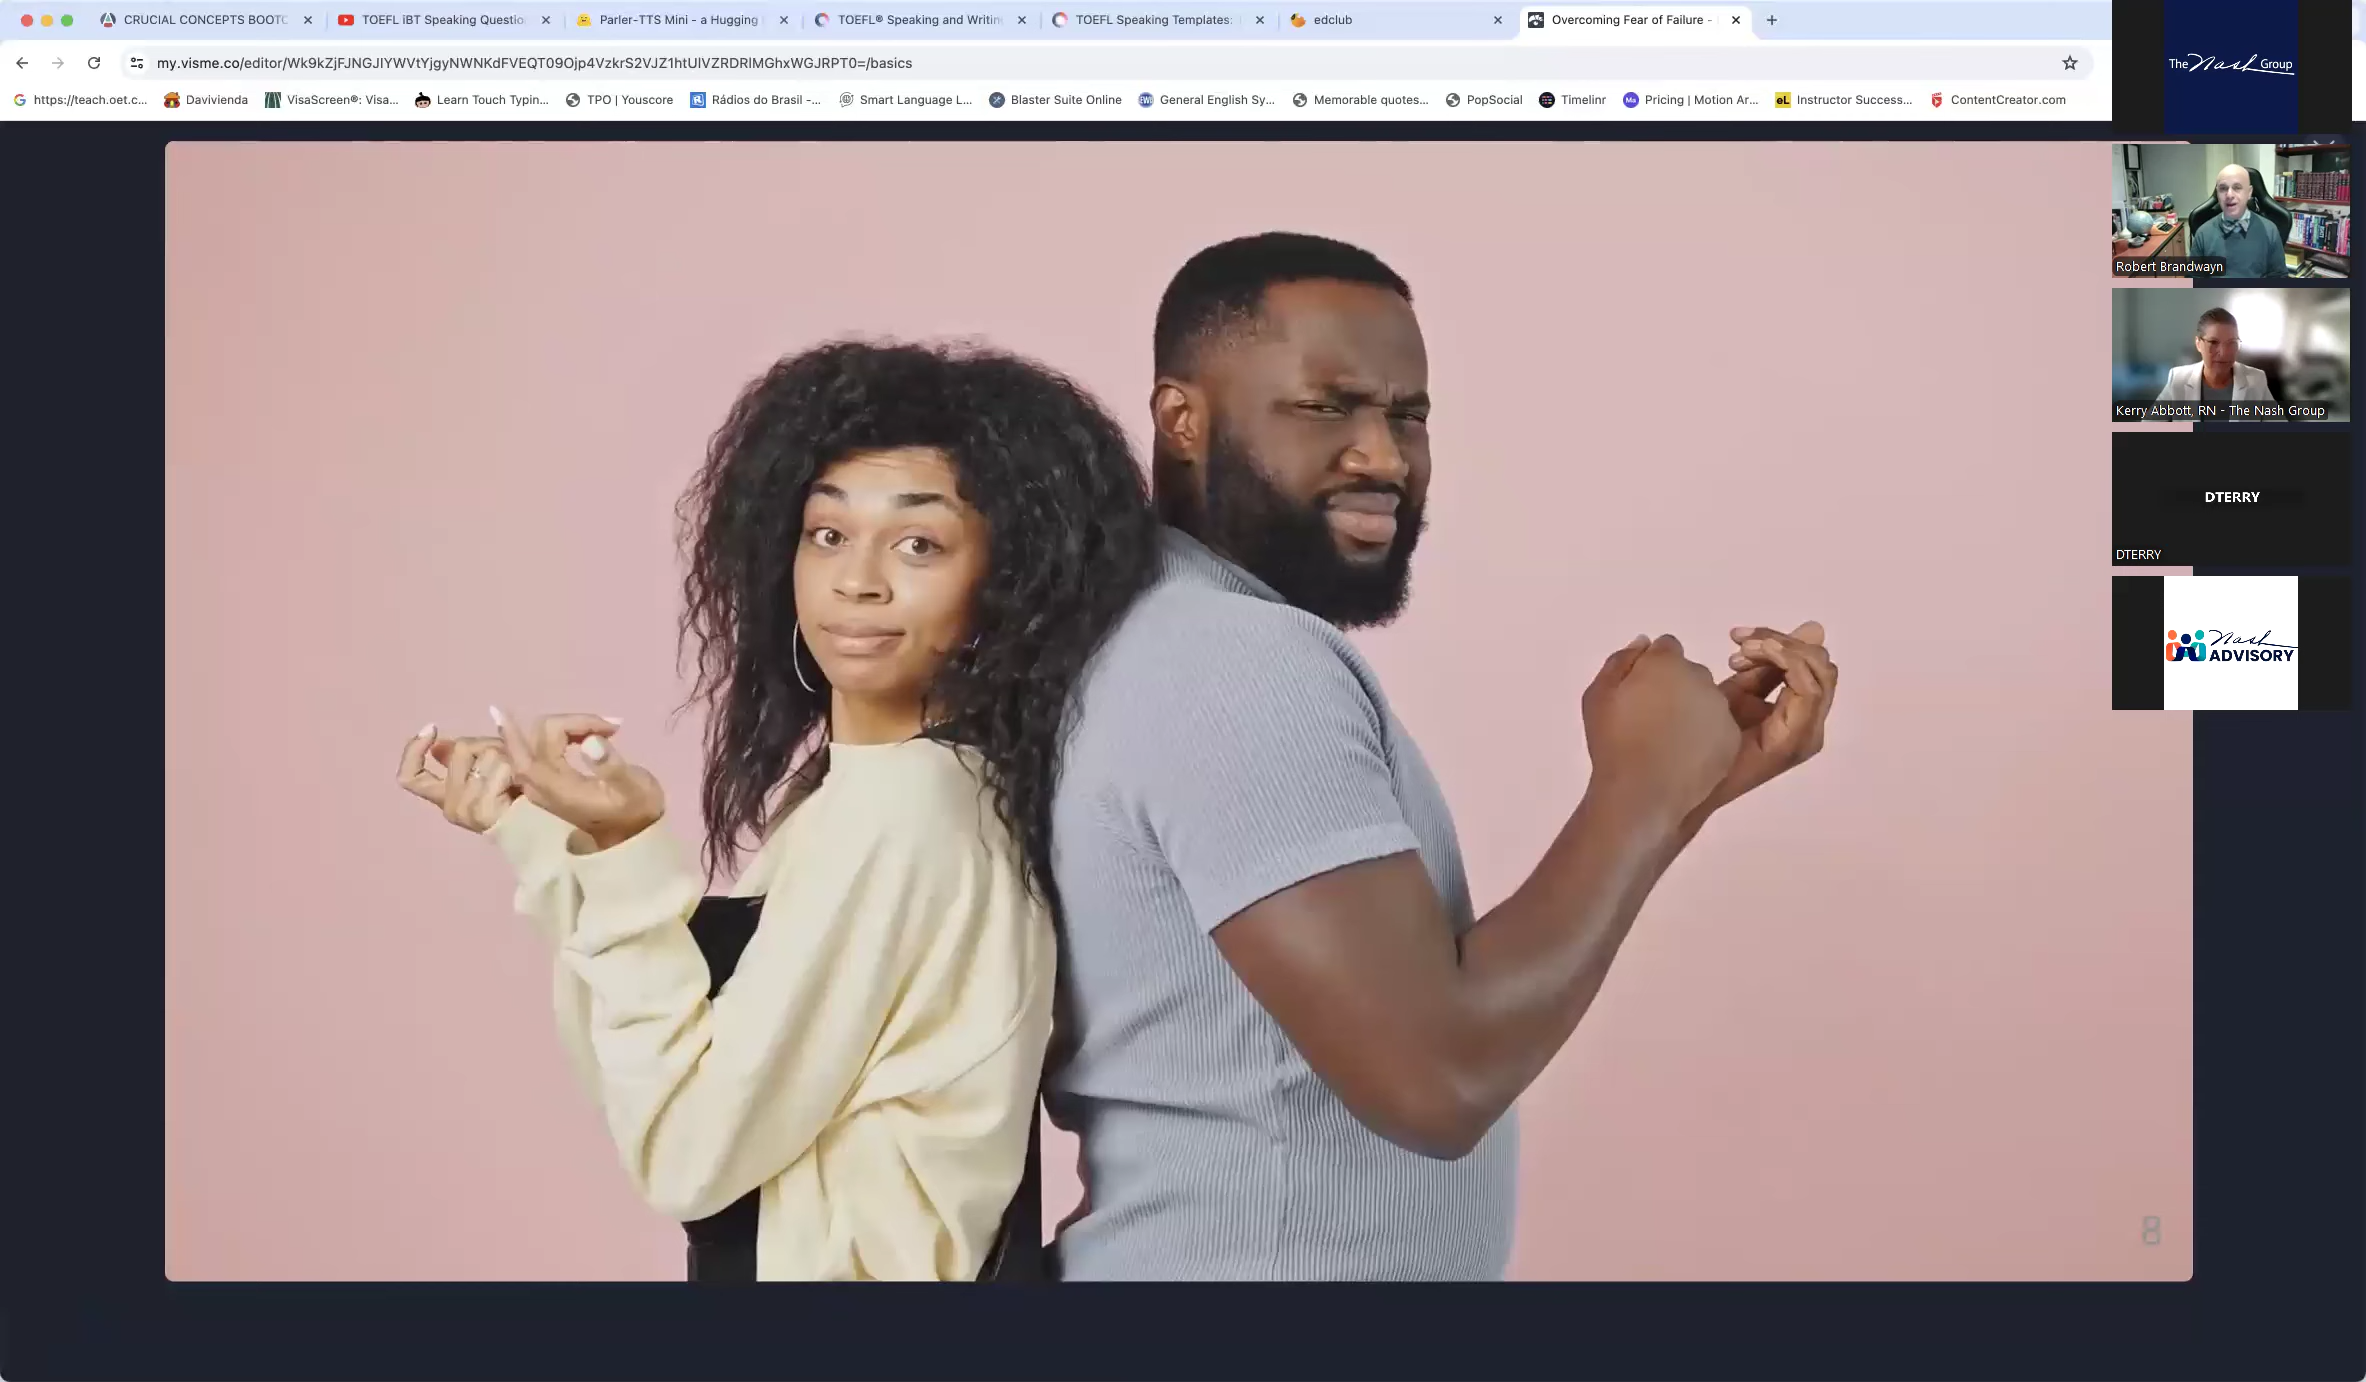 CRUCIAL CONCEPTS BOOTC
TOEFL iBT Speaking Questio
Parler-TTS Mini - a Hugging
TOEFL® Speaking and Writin
TOEFL Speaking Templates:
edclub
Overcoming Fear of Failure -
my.visme.co/editor/Wk9kZjFJNGJIYWVtYjgyNWNKdFVEQT09Ojp4VzkrS2VJZ1htUlVZRDRlMGhxWGJRPT0=/basics
https://teach.oet.c...
Davivienda
VisaScreen®: Visa...
Learn Touch Typin...
TPO | Youscore
Rádios do Brasil -...
Smart Language L...
Blaster Suite Online
General English Sy...
Memorable quotes...
PopSocial
Timelinr
Pricing | Motion Ar...
Instructor Success...
ContentCreator.com
The Nash Group
Robert Brandwayn
Kerry Abbott, RN - The Nash Group
DTERRY
DTERRY
Nash
ADVISORY
8